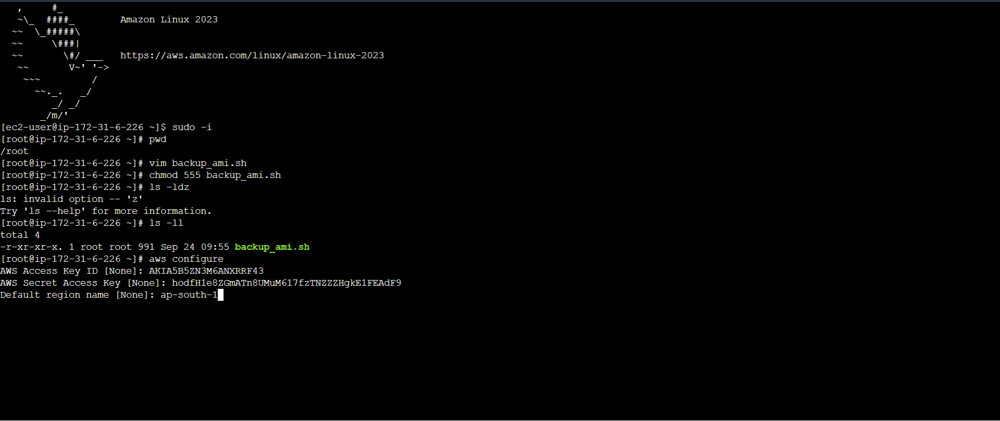 ,     #_
   ~\_  ####_        Amazon Linux 2023
  ~~  \_#####\
  ~~     \###|
  ~~       \#/ ___   https://aws.amazon.com/linux/amazon-linux-2023
   ~~       V~' '->
    ~~~         /
      ~~._.   _/
         _/ _/
       _/m/'
[ec2-user@ip-172-31-6-226 ~]$ sudo -i
[root@ip-172-31-6-226 ~]# pwd
/root
[root@ip-172-31-6-226 ~]# vim backup_ami.sh
[root@ip-172-31-6-226 ~]# chmod 555 backup_ami.sh
[root@ip-172-31-6-226 ~]# ls -ldz
ls: invalid option -- 'z'
Try 'ls --help' for more information.
[root@ip-172-31-6-226 ~]# ls -ll
total 4
-r-xr-xr-x. 1 root root 991 Sep 24 09:55 backup_ami.sh
[root@ip-172-31-6-226 ~]# aws configure
AWS Access Key ID [None]: AKIA5B5ZN3M6ANXRRF43
AWS Secret Access Key [None]: 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
Default region name [None]: ap-south-1